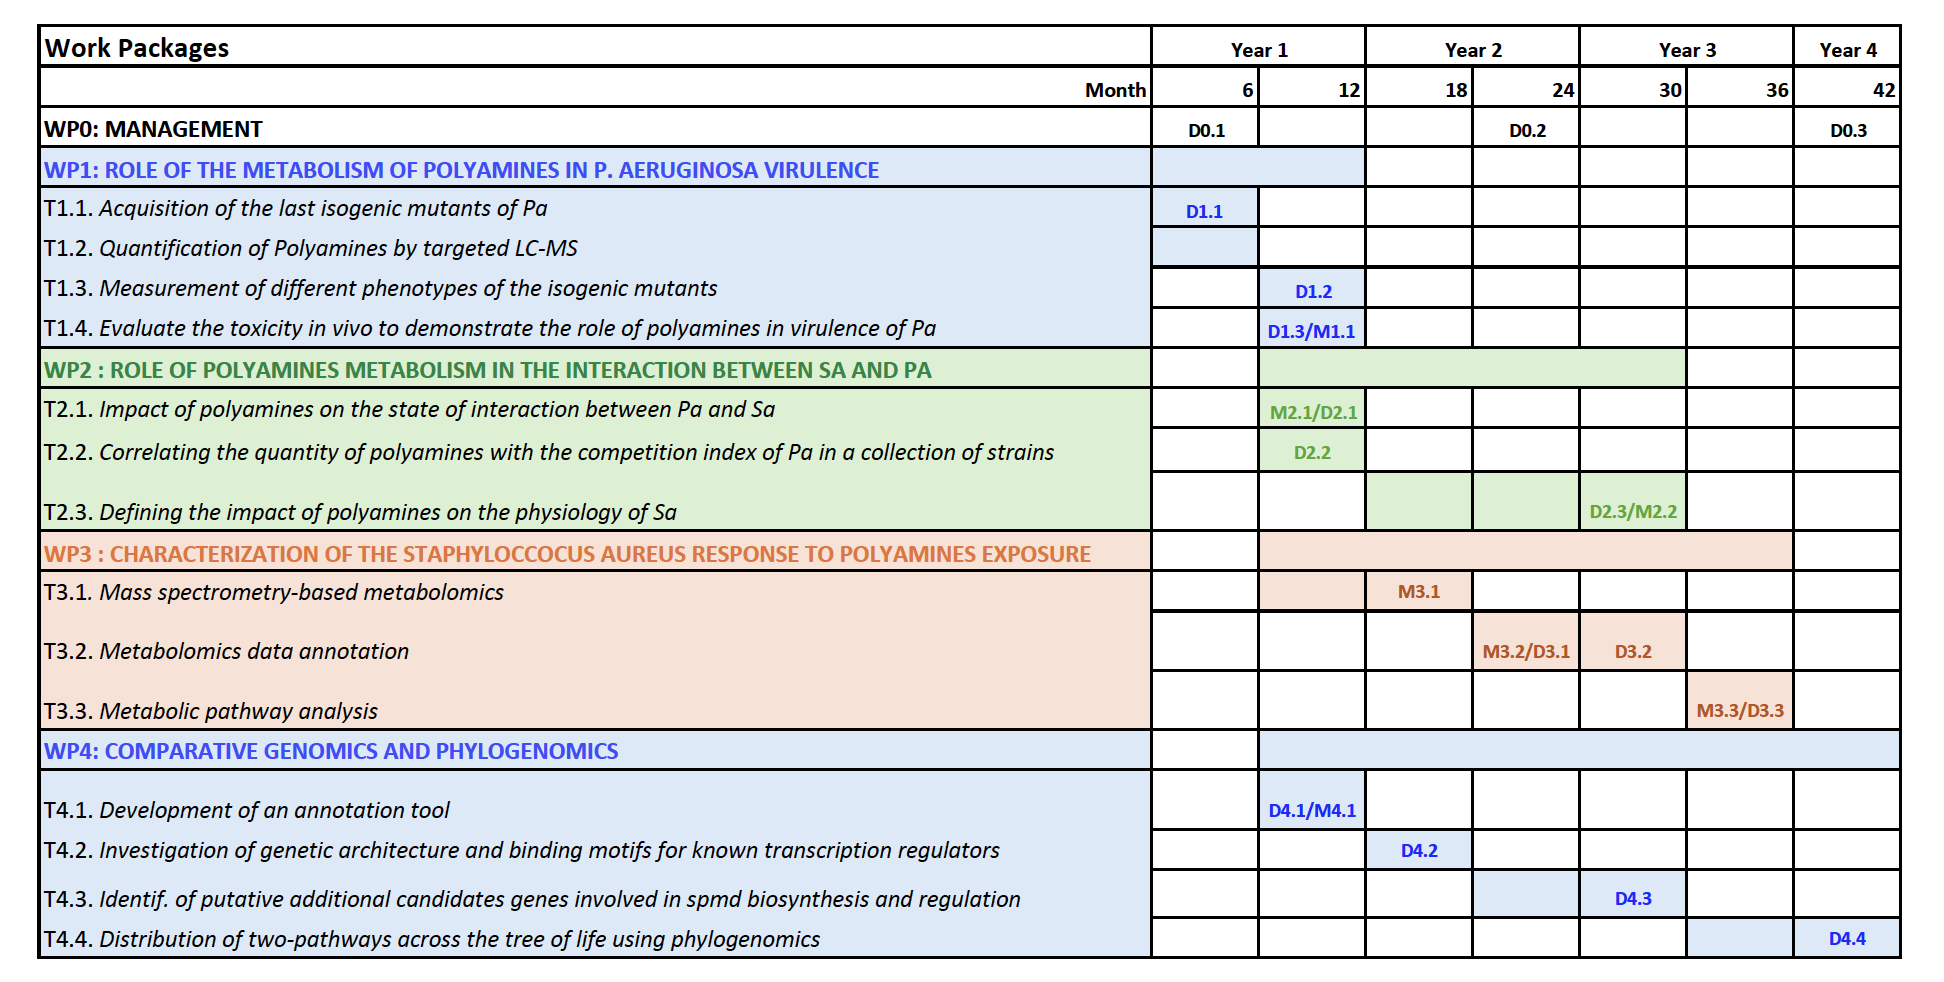 Work Packages Year 1 Year 2 Year 3 Year 4
Month 6 12 18 24 30 36 42
WP0: MANAGEMENT D0.1 D0.2 D0.3
WP1: ROLE OF THE METABOLISM OF POLYAMINES IN P. AERUGINOSA VIRULENCE
T1.1. Acquisition of the last isogenic mutants of Pa D1.1
T1.2. Quantification of Polyamines by targeted LC-MS
T1.3. Measurement of different phenotypes of the isogenic mutants D1.2
T1.4. Evaluate the toxicity in vivo to demonstrate the role of polyamines in virulence of Pa D1.3/M1.1
WP2 : ROLE OF POLYAMINES METABOLISM IN THE INTERACTION BETWEEN SA AND PA
T2.1. Impact of polyamines on the state of interaction between Pa and Sa M2.1/D2.1
T2.2. Correlating the quantity of polyamines with the competition index of Pa in a collection of strains D2.2
T2.3. Defining the impact of polyamines on the physiology of Sa D2.3/M2.2
WP3 : CHARACTERIZATION OF THE STAPHYLOCCOCUS AUREUS RESPONSE TO POLYAMINES EXPOSURE
T3.1. Mass spectrometry-based metabolomics M3.1
T3.2. Metabolomics data annotation M3.2/D3.1 D3.2
T3.3. Metabolic pathway analysis M3.3/D3.3
WP4: COMPARATIVE GENOMICS AND PHYLOGENOMICS
T4.1. Development of an annotation tool D4.1/M4.1
T4.2. Investigation of genetic architecture and binding motifs for known transcription regulators D4.2
T4.3. Identif. of putative additional candidates genes involved in spmd biosynthesis and regulation D4.3
T4.4. Distribution of two-pathways across the tree of life using phylogenomics D4.4